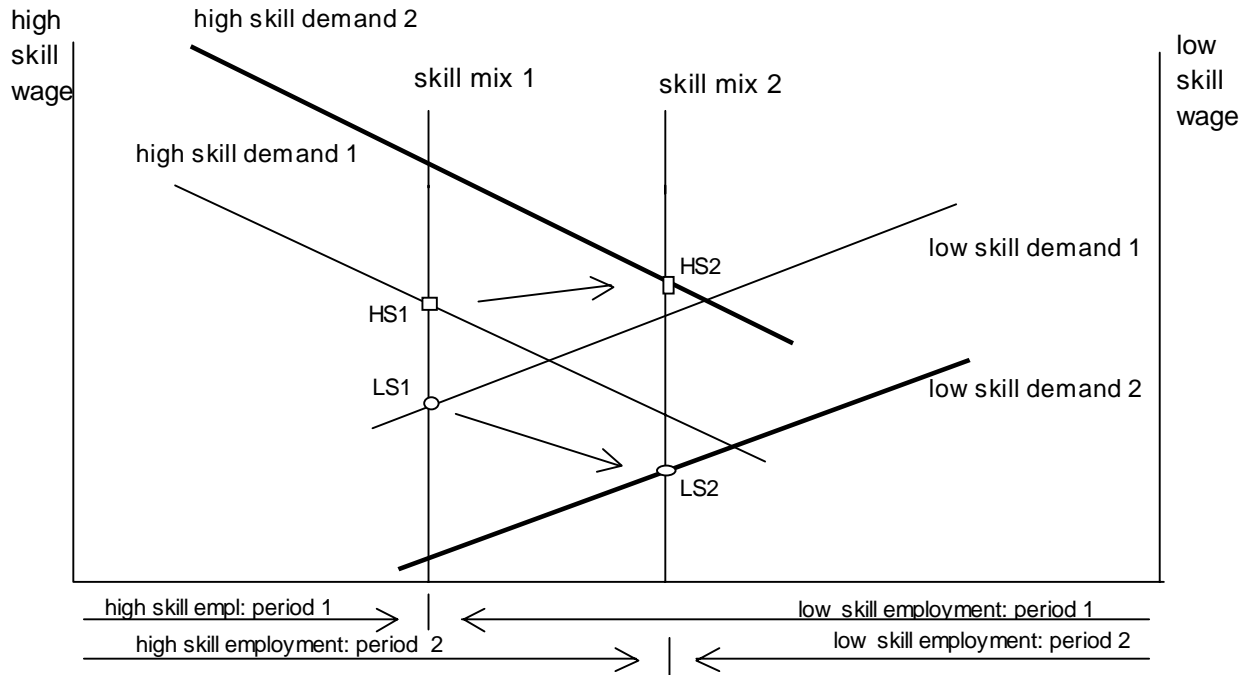 high
skill
wage
high skill demand 2
low
skill
wage
skill mix 1
skill mix 2
high skill demand 1
low skill demand 1
HS2
HS1
LS1
low skill demand 2
LS2
high skill empl: period 1
low skill employment: period 1
high skill employment: period 2
low skill employment: period 2